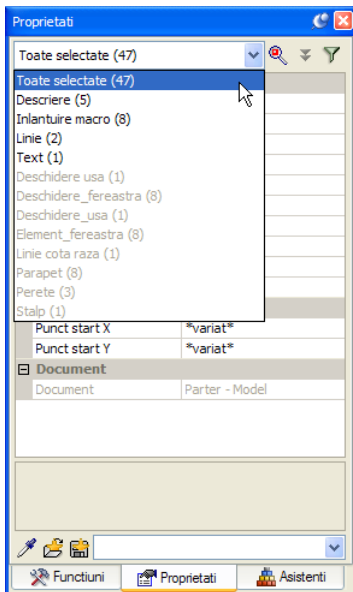 Proprietati
Toate selectate (47)
Toate selectate (47)
Descriere (5)
Inlantuire macro (8)
Linie (2)
Text (1)
Deschidere usa (1)
Deschidere_fereastra (8)
Deschidere_usa (1)
Element_fereastra (8)
Linie cota raza (1)
Parapet (8)
Perete (3)
Stalp (1)
Punct start X *variat*
Punct start Y *variat*
Document
Document Parter - Model
Functiuni Proprietati Asistenti